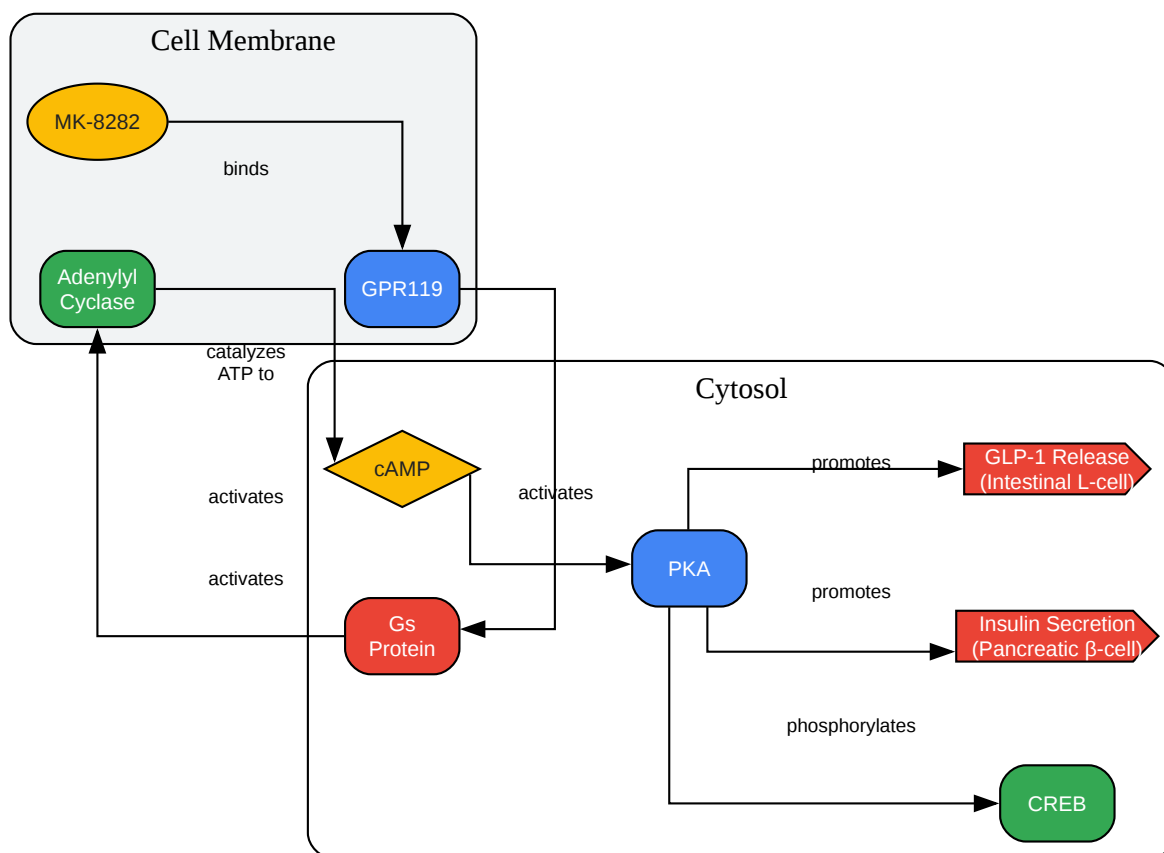 Cell Membrane
MK-8282
binds
Adenylyl
Cyclase
GPR119
catalyzes
ATP to
Cytosol
cAMP
activates
activates
promotes
GLP-1 Release
(Intestinal L-cell)
PKA
activates
promotes
Gs
Protein
Insulin Secretion
(Pancreatic β-cell)
phosphorylates
CREB